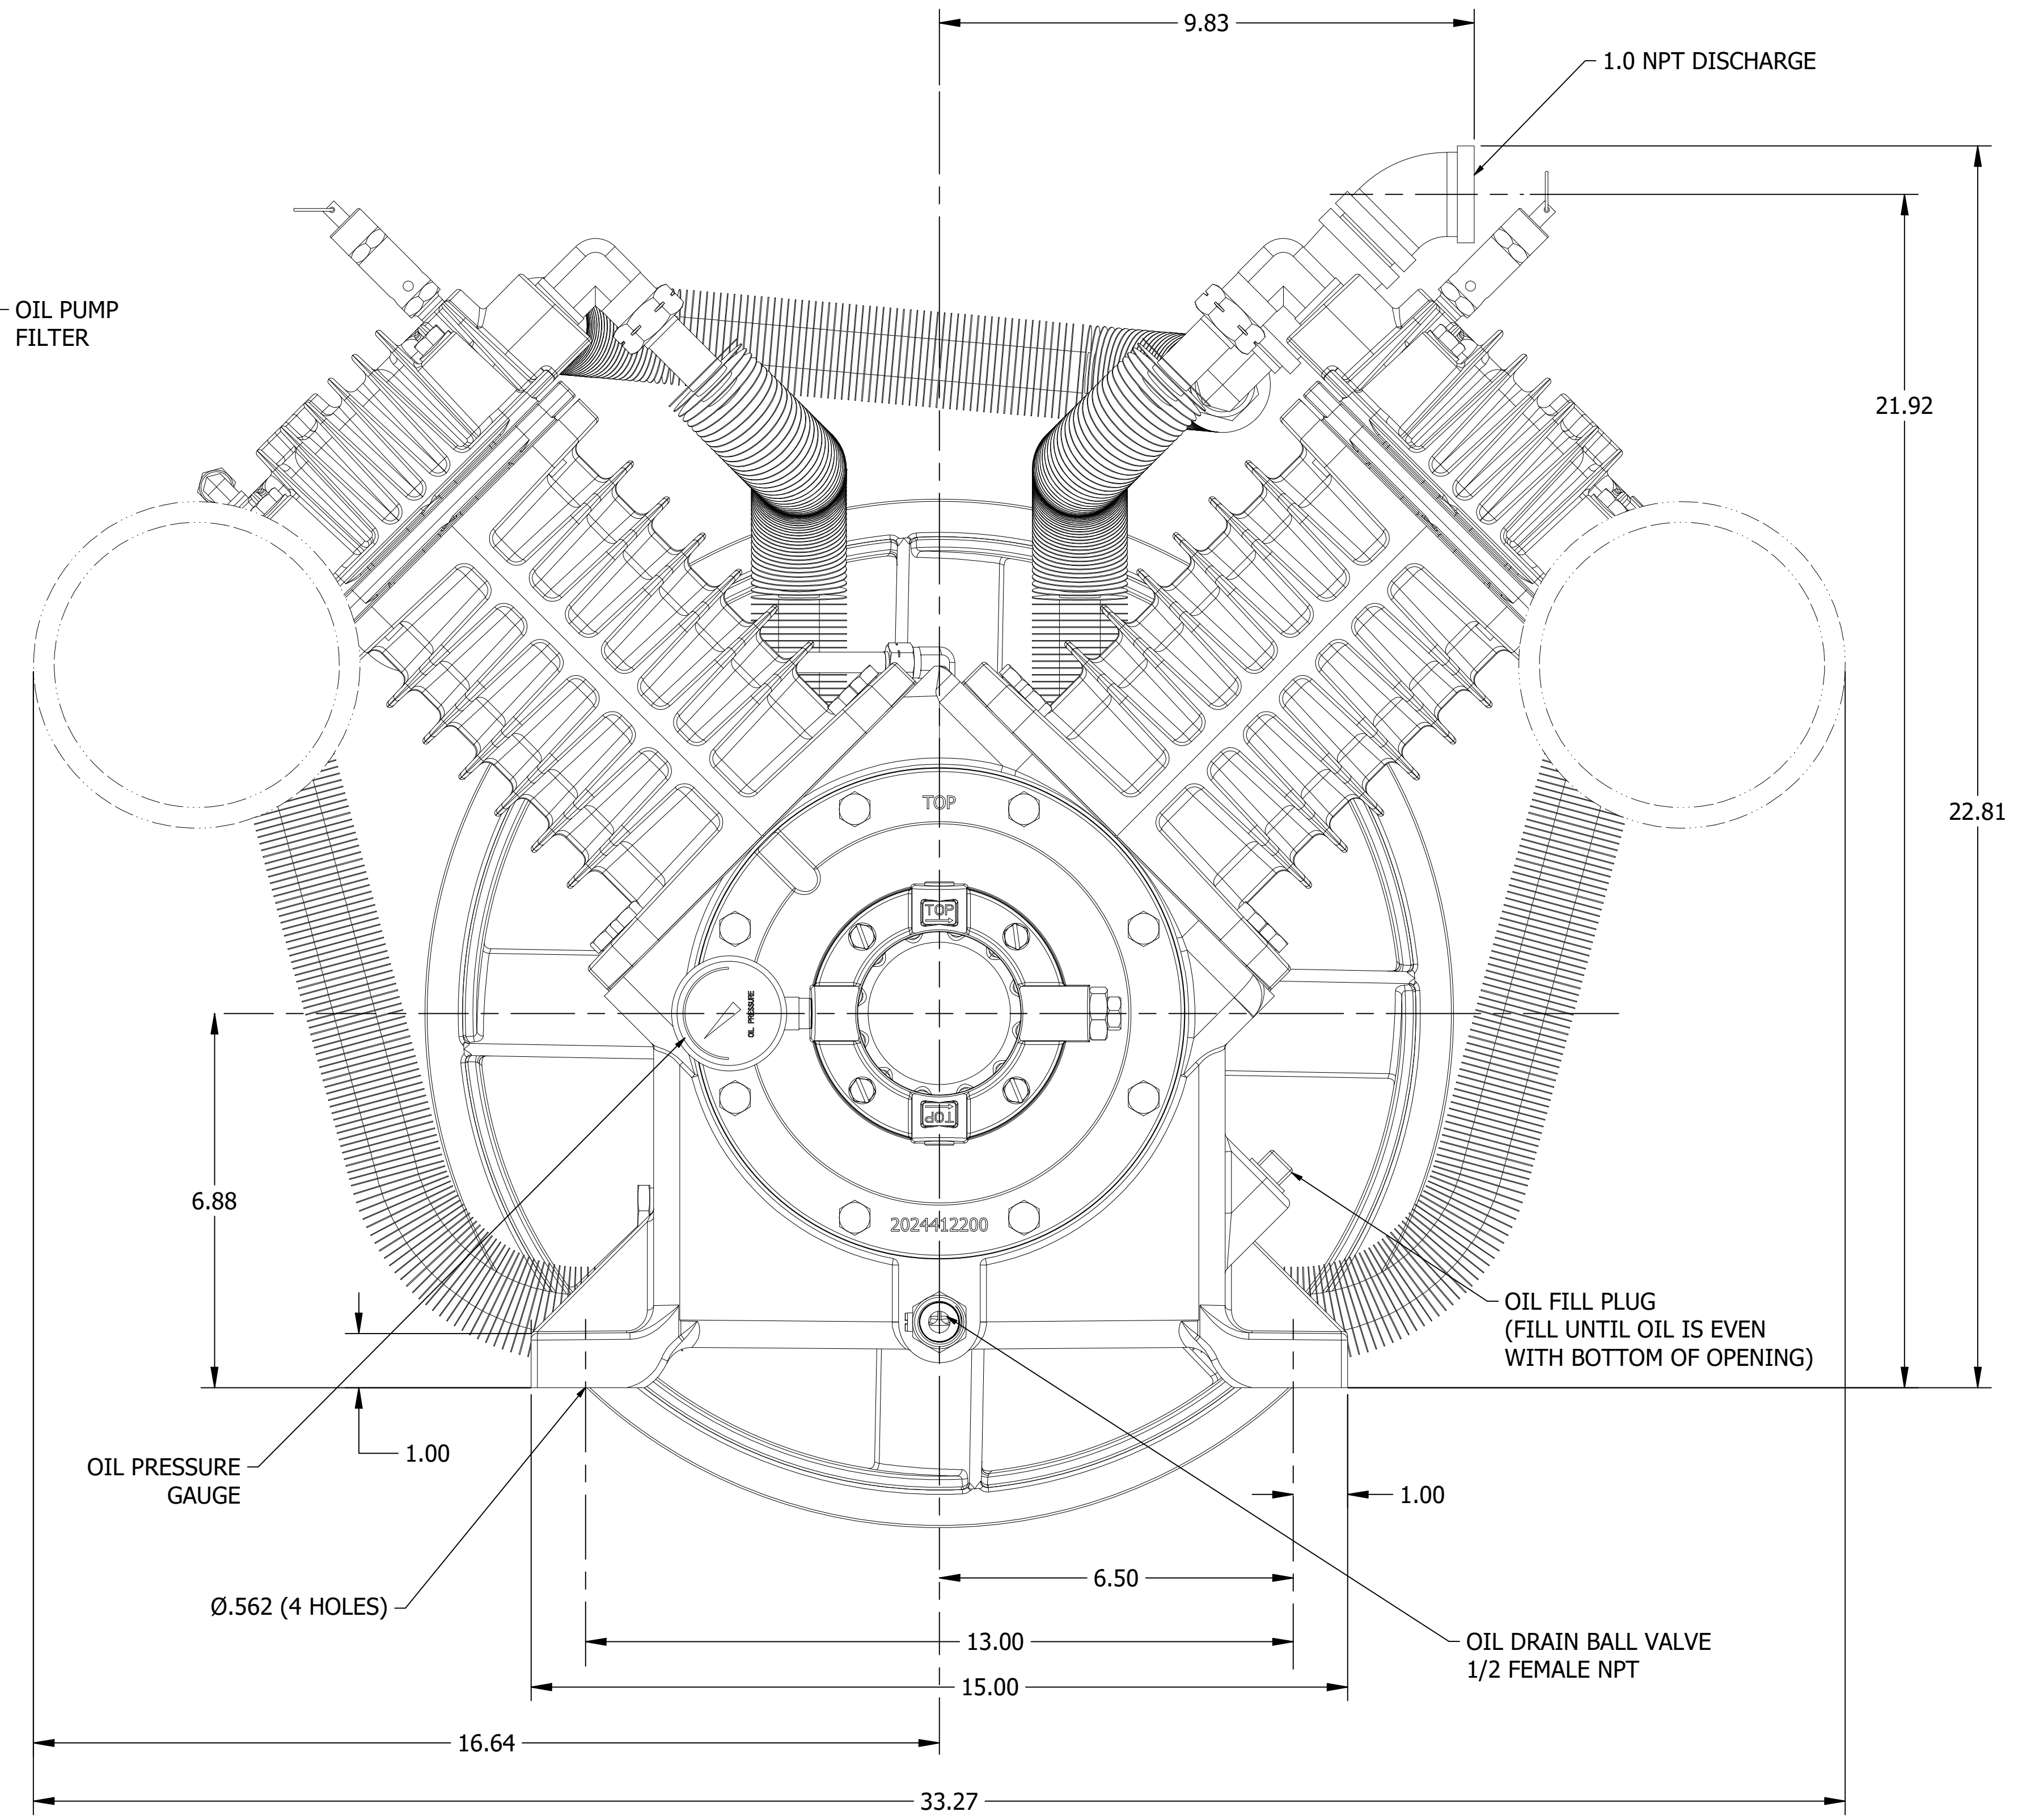 9.83
1.0 NPT DISCHARGE
OIL PUMP
FILTER
21.92
22.81
TOP
TOP
OIL PRESSURE
TOP
6.88
2024412200
OIL FILL PLUG
(FILL UNTIL OIL IS EVEN
WITH BOTTOM OF OPENING)
1.00
OIL PRESSURE
GAUGE
1.00
6.50
Ø.562 (4 HOLES)
13.00
OIL DRAIN BALL VALVE
1/2 FEMALE NPT
15.00
16.64
33.27